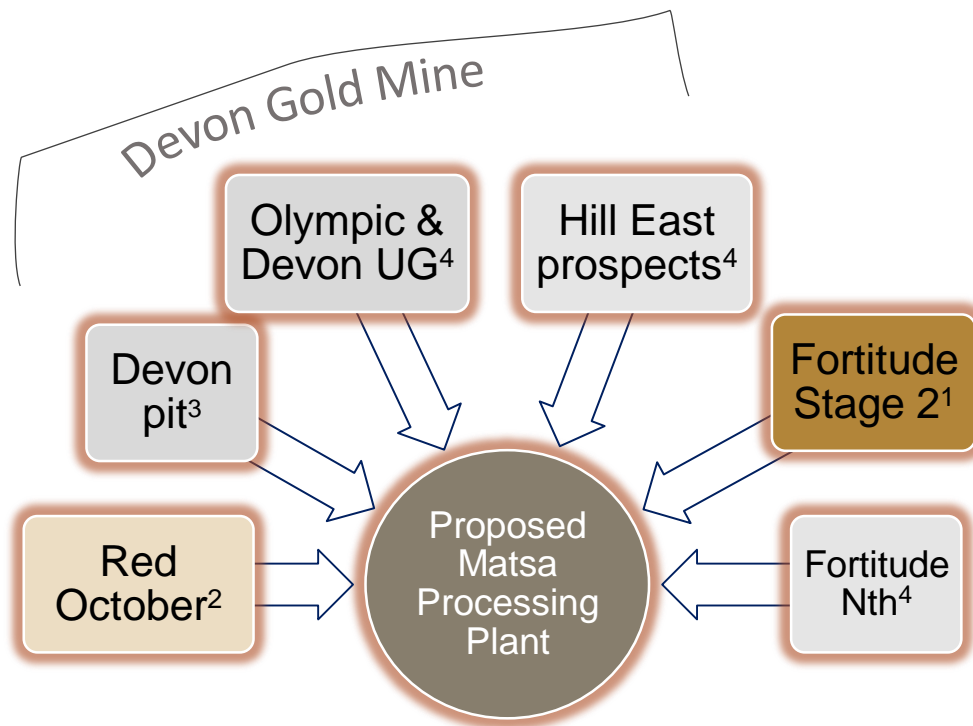 Devon Gold Mine
Olympic &
Devon UG⁴
Hill East
prospects⁴
Devon
pit³
Fortitude
Stage 2¹
Red
October²
Proposed
Matsa
Processing
Plant
Fortitude
Nth⁴